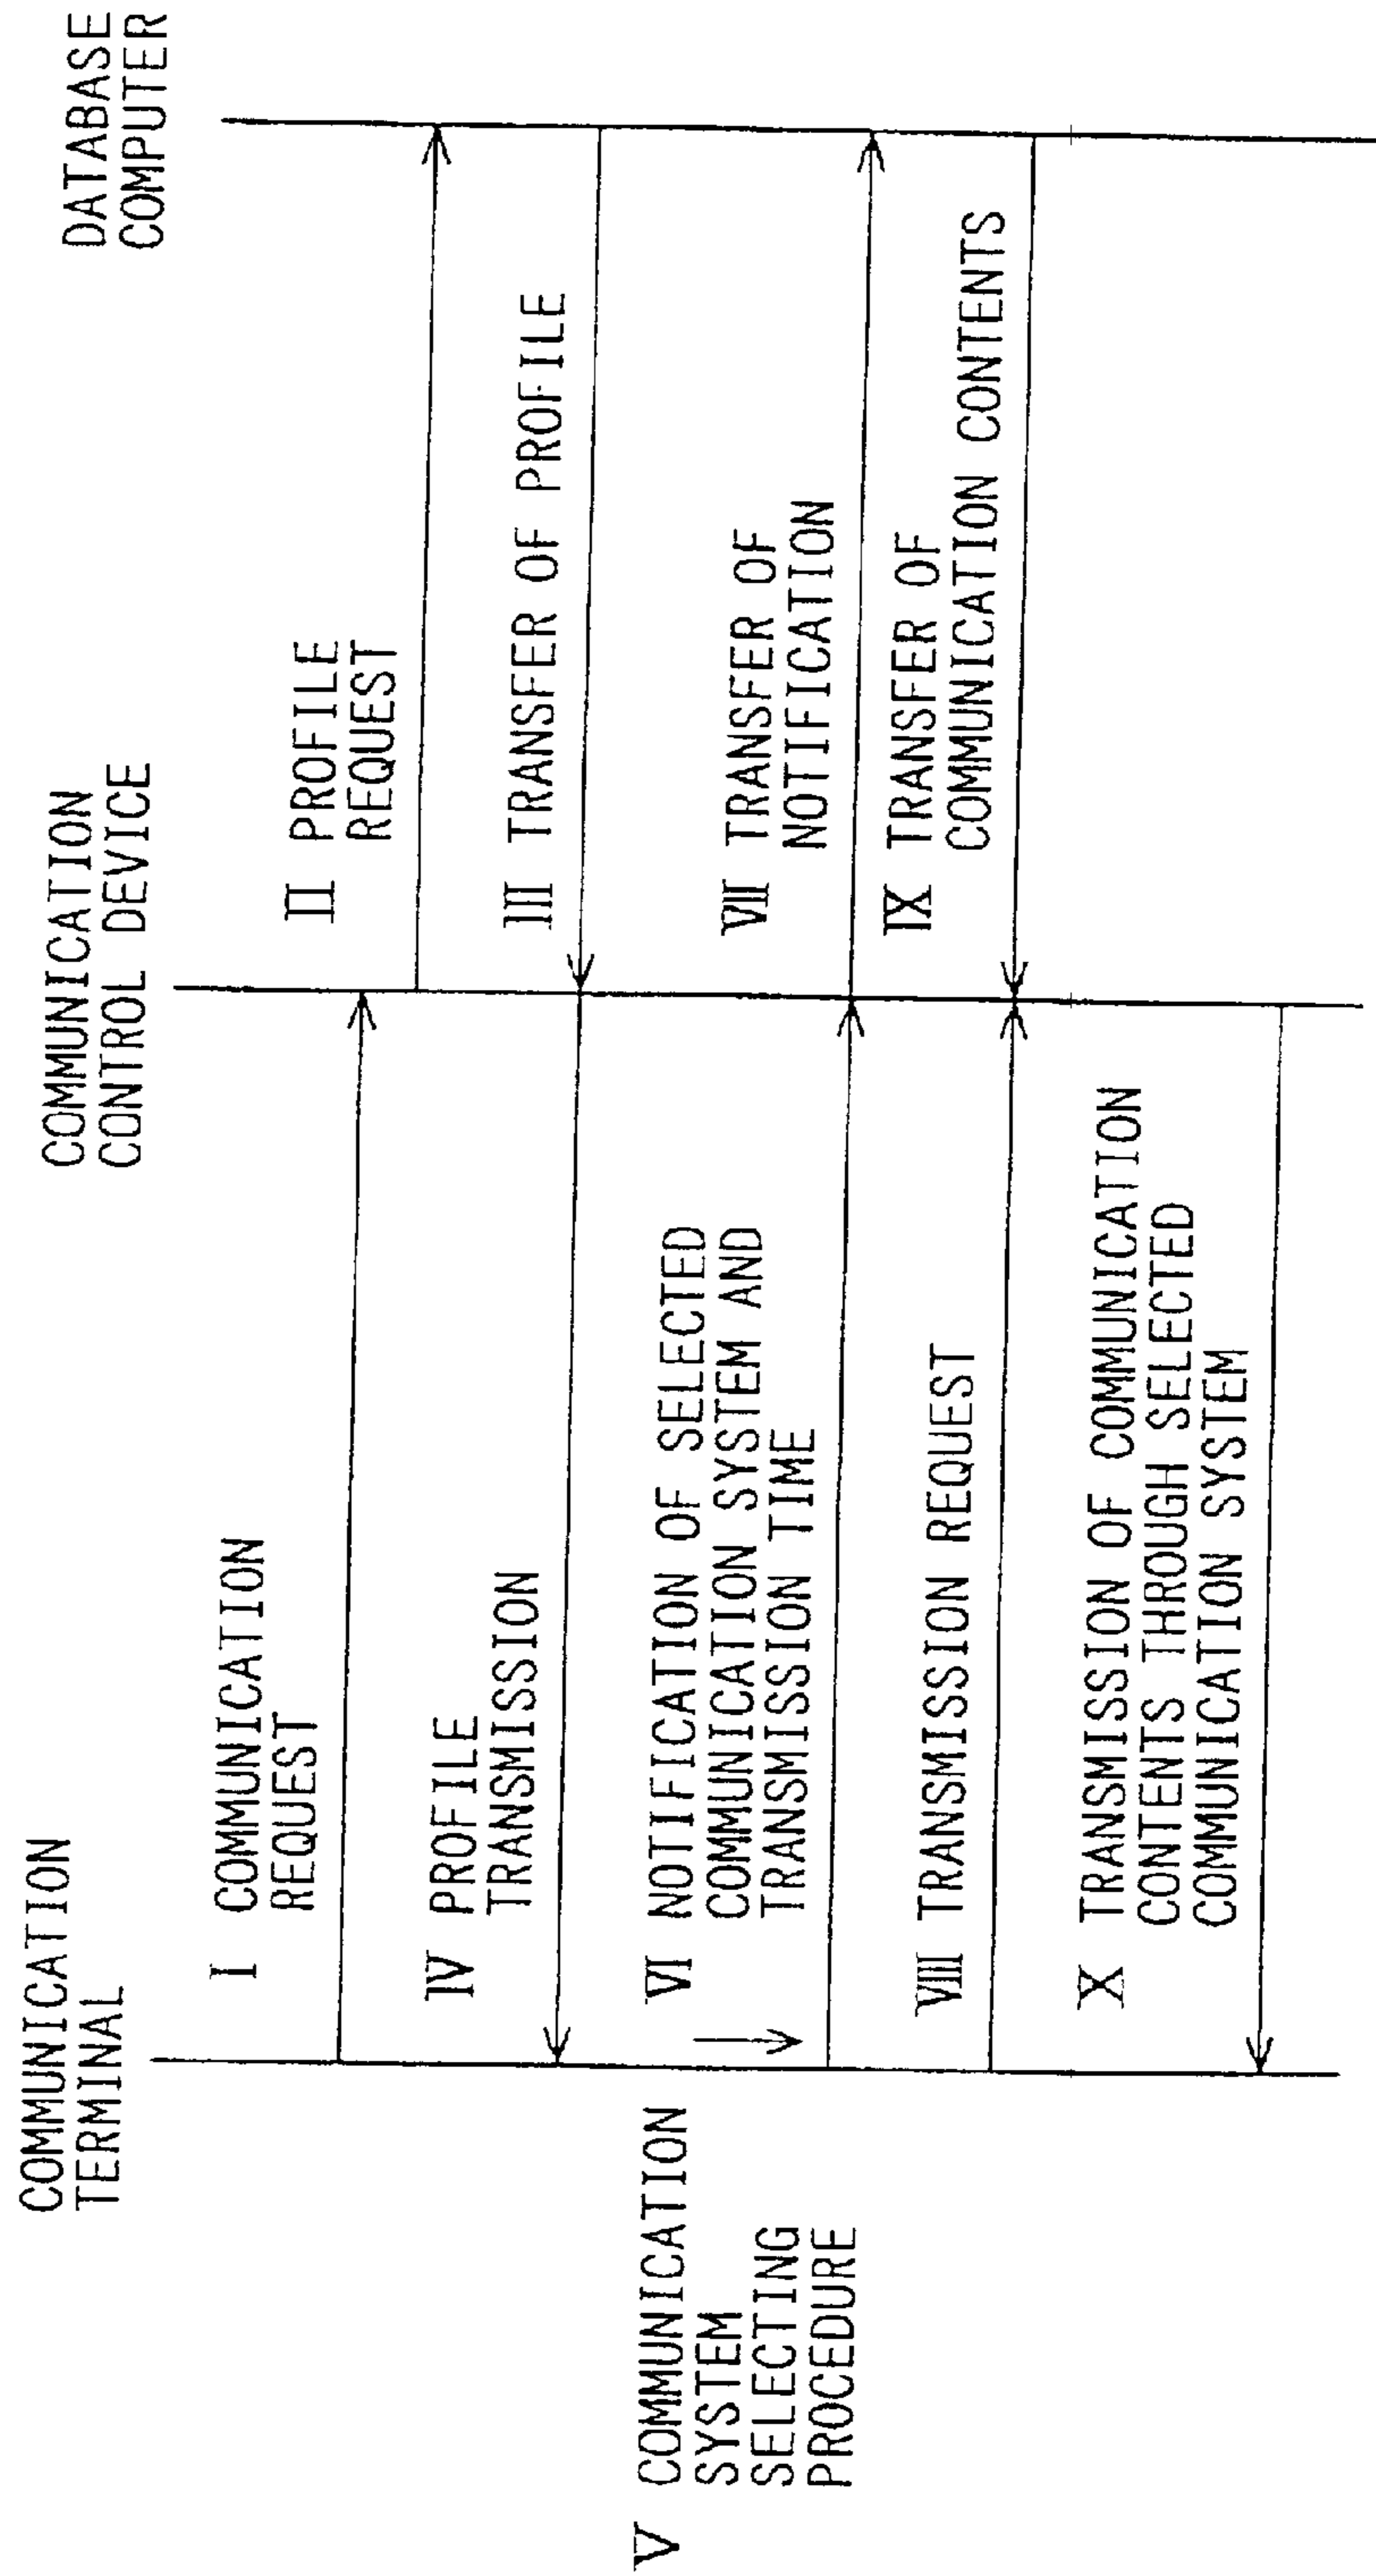 COMMUNICATION
TERMINAL
COMMUNICATION
CONTROL DEVICE
DATABASE
COMPUTER
I COMMUNICATION
REQUEST
II PROFILE
REQUEST
III TRANSFER OF PROFILE
IV PROFILE
TRANSMISSION
V COMMUNICATION
SYSTEM
SELECTING
PROCEDURE
VI NOTIFICATION OF SELECTED
COMMUNICATION SYSTEM AND
TRANSMISSION TIME
VII TRANSFER OF
NOTIFICATION
VIII TRANSMISSION REQUEST
IX TRANSFER OF
COMMUNICATION CONTENTS
X TRANSMISSION OF COMMUNICATION
CONTENTS THROUGH SELECTED
COMMUNICATION SYSTEM